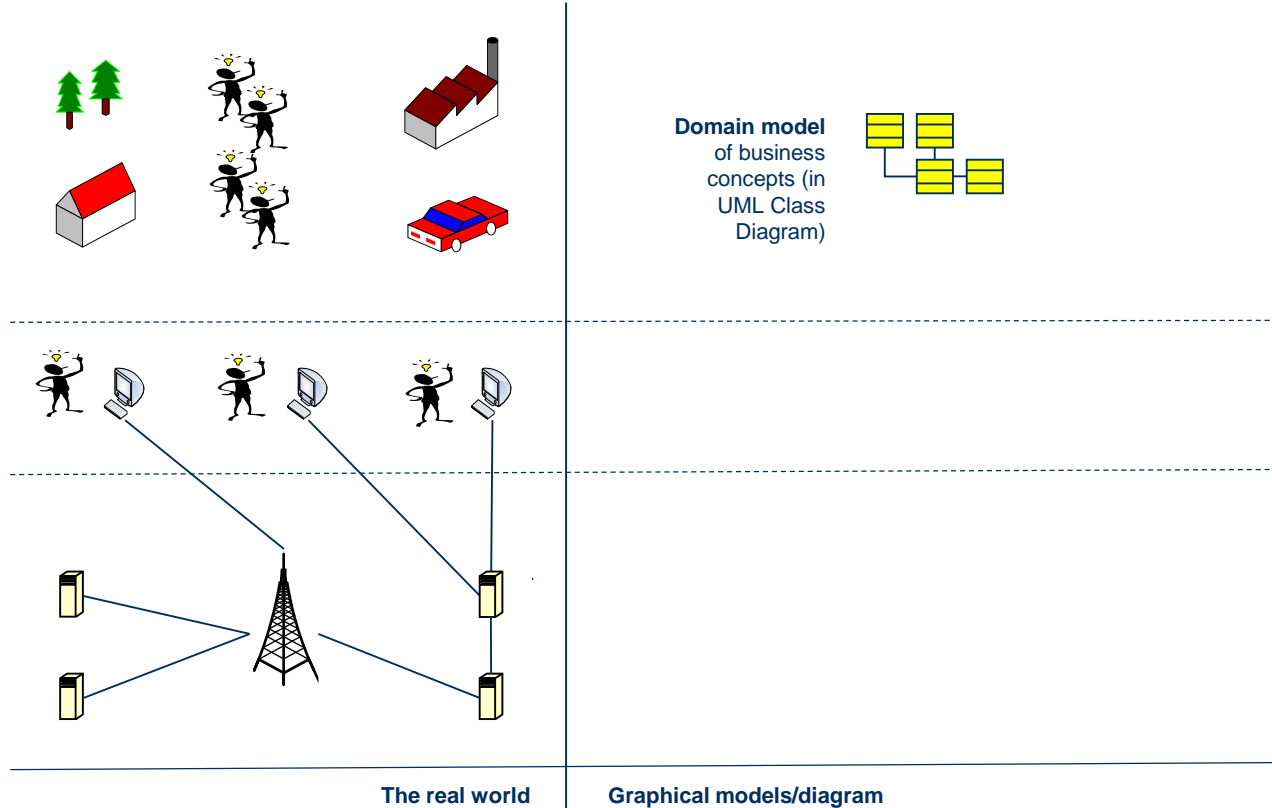 Domain model
of business
concepts (in
UML Class
Diagram)
The real world
Graphical models/diagram